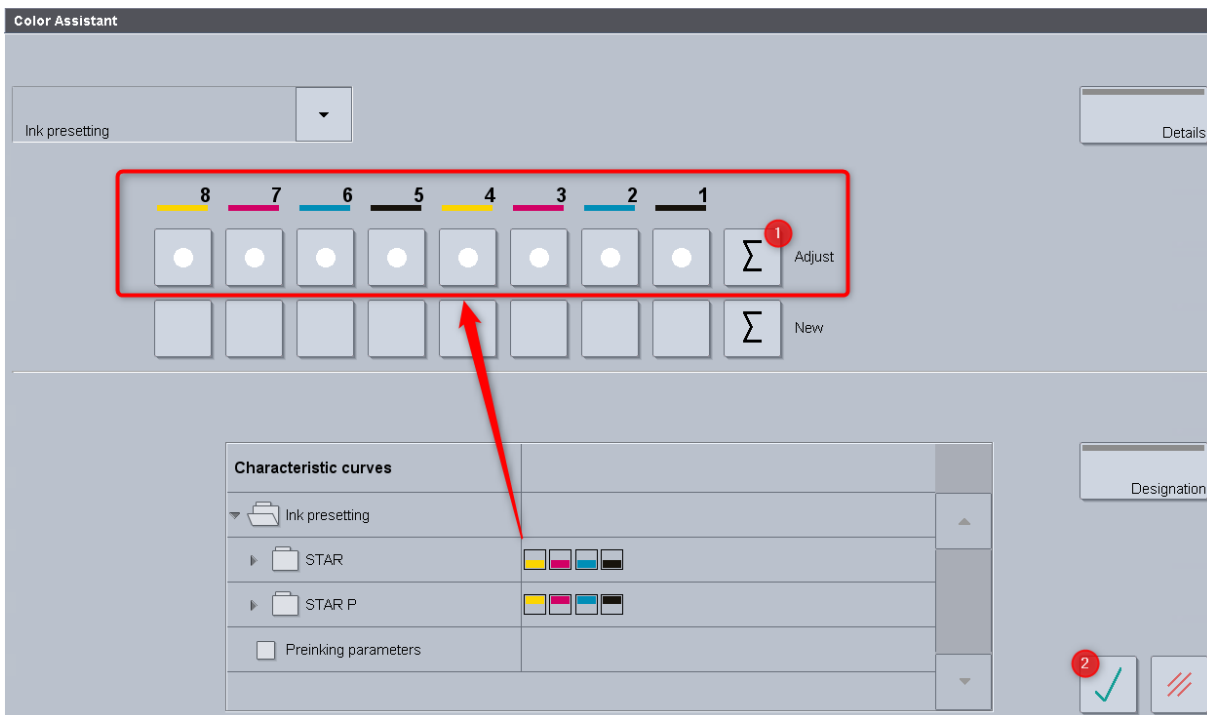 Color Assistant
Ink presetting
Details
8 7 6 5 4 3 2 1
Σ 1 Adjust
Σ New
Characteristic curves
Ink presetting
Designation
STAR
STAR P
Preinking parameters
2